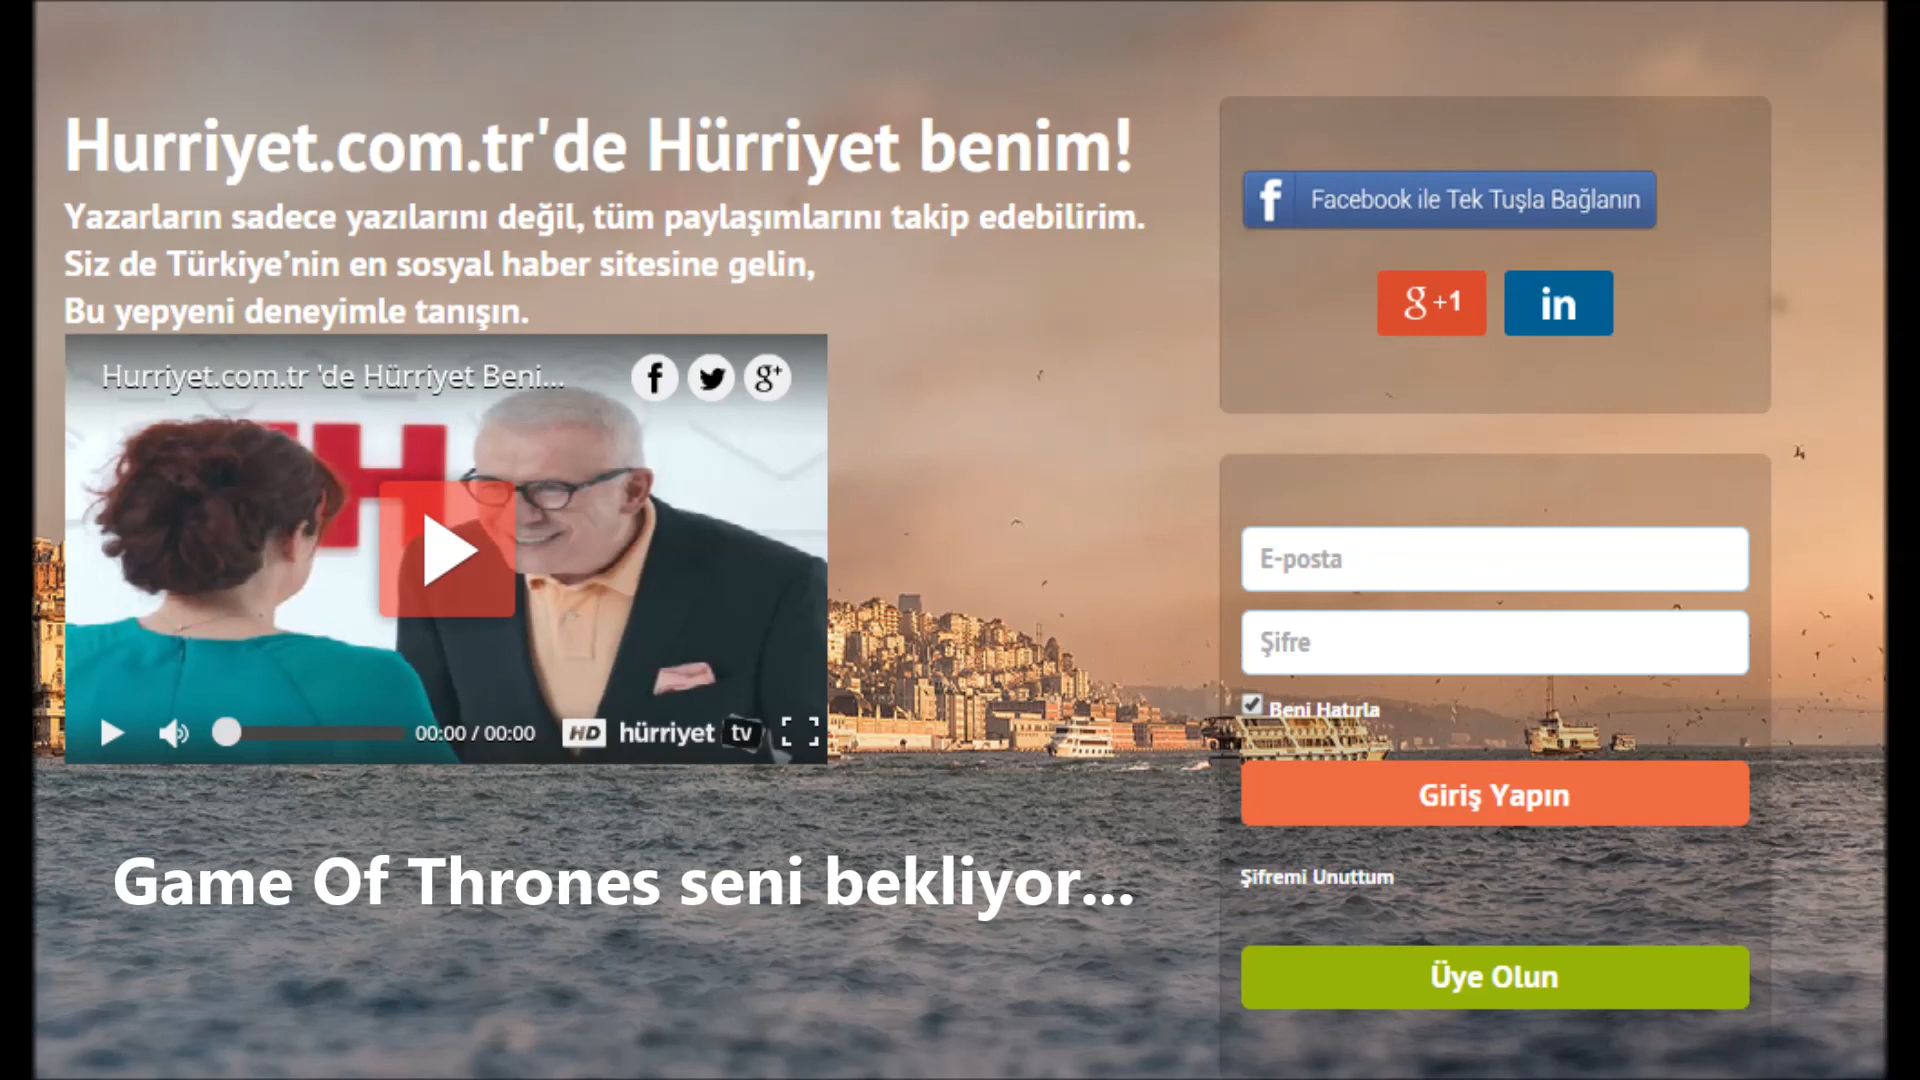 Hurriyet.com.tr'de Hürriyet benim!
Yazarların sadece yazılarını değil, tüm paylaşımlarını takip edebilirim.
Siz de Türkiye'nin en sosyal haber sitesine gelin,
Bu yepyeni deneyimle tanışın.
Hurriyet.com.tr 'de Hürriyet Beni...
f
g+
H
00:00 / 00:00 HD hürriyet tv
Game Of Thrones seni bekliyor...
f Facebook ile Tek Tuşla Bağlanın
g+1 in
E-posta
Şifre
Beni Hatırla
Giriş Yapın
Şifremi Unuttum
Üye Olun